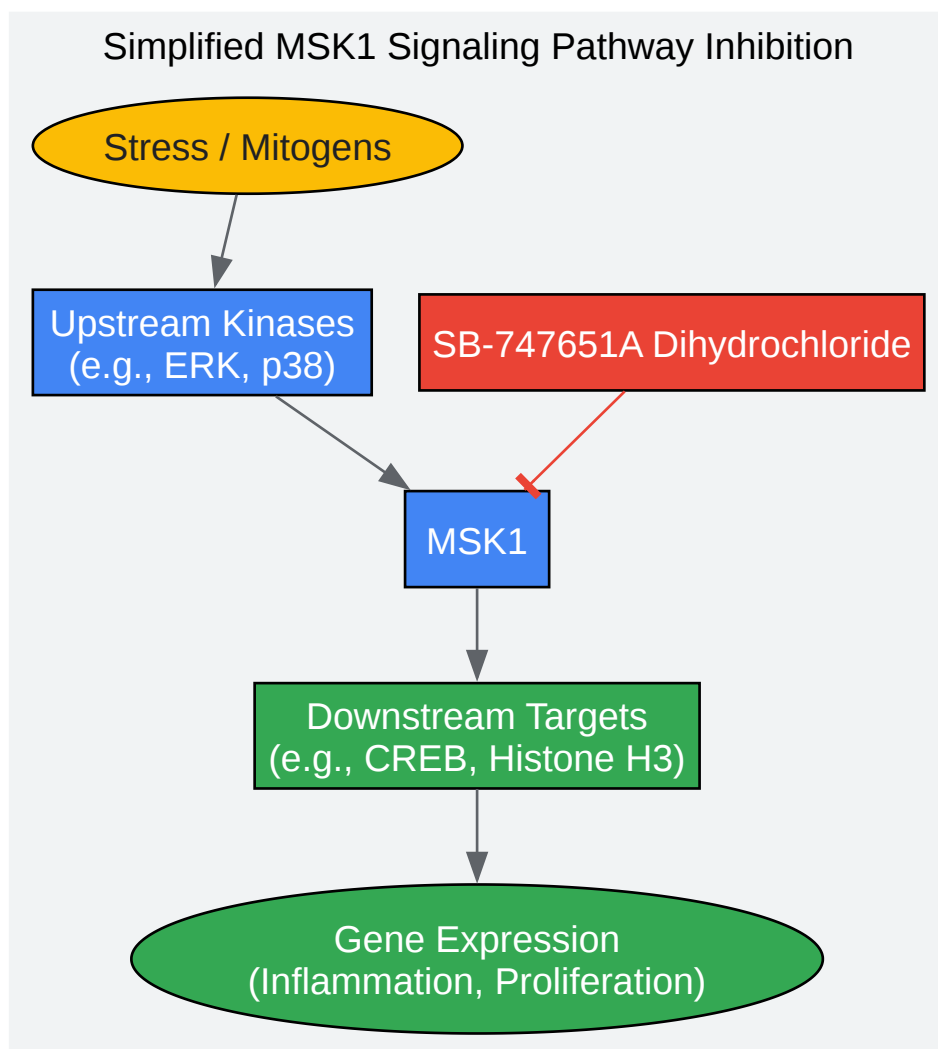 Simplified MSK1 Signaling Pathway Inhibition
Stress / Mitogens
Upstream Kinases
(e.g., ERK, p38)
SB-747651A Dihydrochloride
MSK1
Downstream Targets
(e.g., CREB, Histone H3)
Gene Expression
(Inflammation, Proliferation)